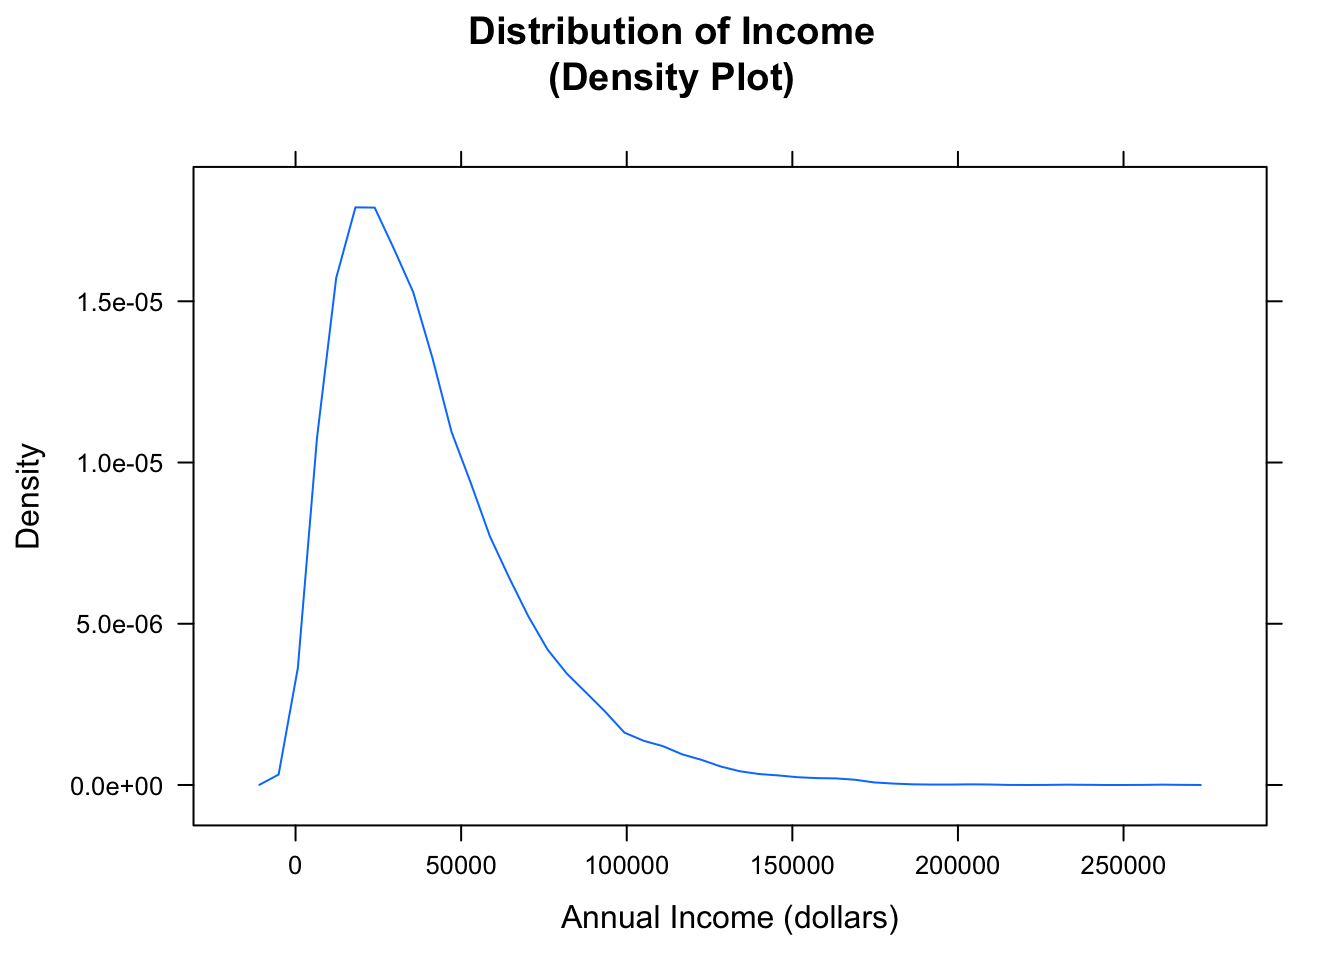 Distribution of Income
(Density Plot)
1.5e-05
1.0e-05
5.0e-06
0.0e+00
Density
0 50000 100000 150000 200000 250000
Annual Income (dollars)